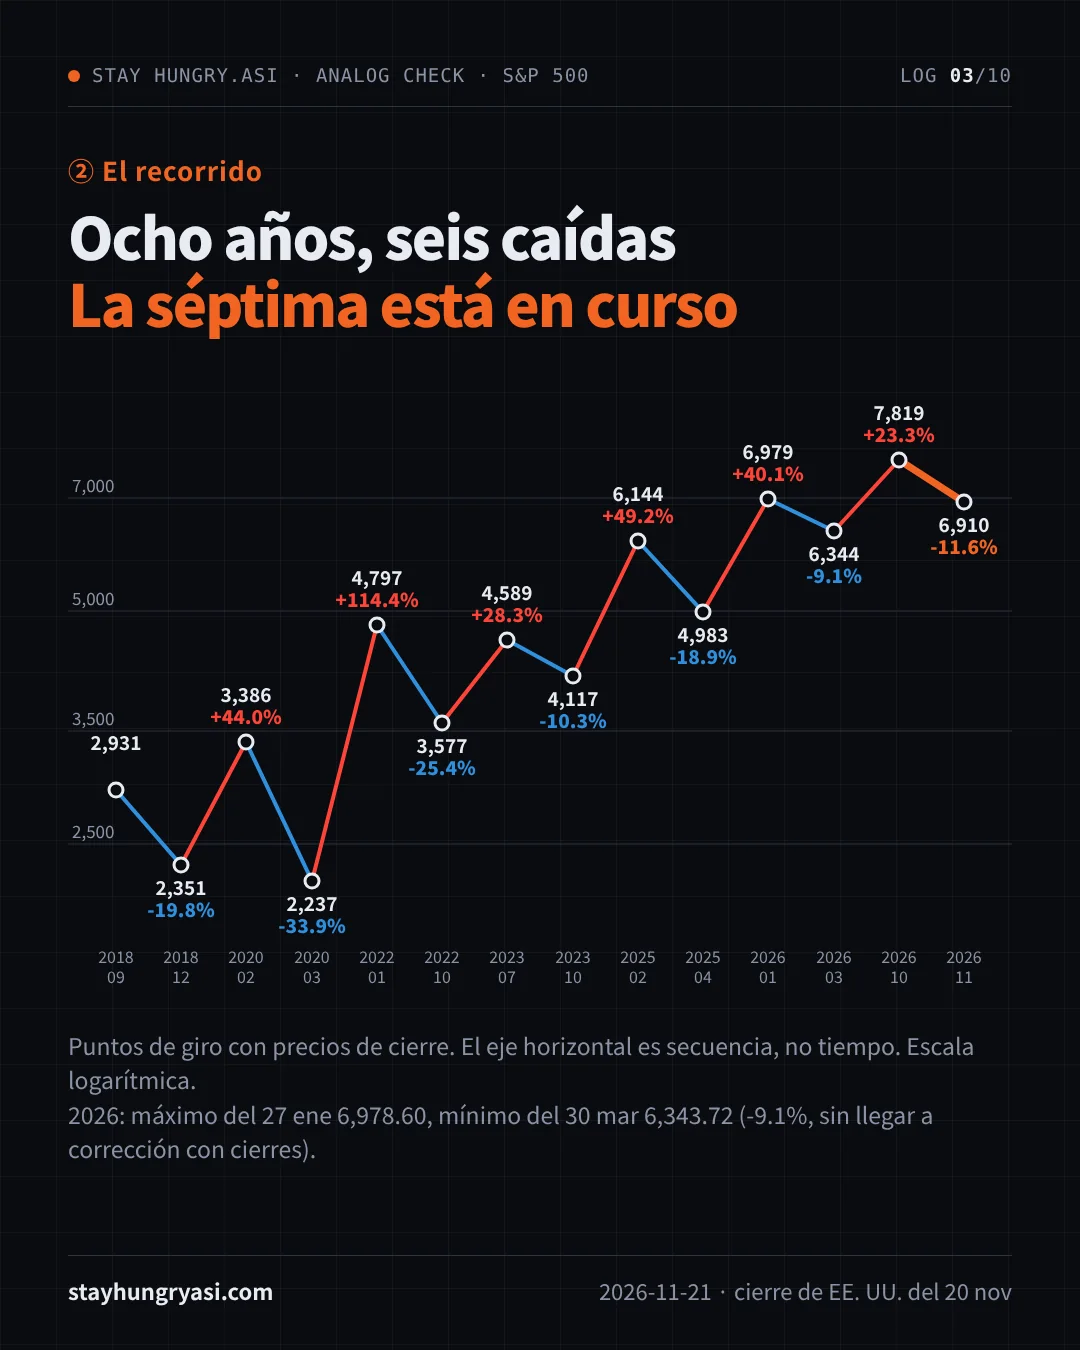 STAY HUNGRY.ASI · ANALOG CHECK · S&P 500
LOG 03/10
② El recorrido
Ocho años, seis caídas
La séptima está en curso
7,819
+23.3%
6,979
+40.1%
7,000
6,144
+49.2%
6,910
-11.6%
6,344
-9.1%
4,797
+114.4%
4,589
+28.3%
5,000
4,983
-18.9%
4,117
-10.3%
3,386
+44.0%
3,500
2,931
3,577
-25.4%
2,500
2,351
-19.8%
2,237
-33.9%
2018 2018 2020 2020 2022 2022 2023 2023 2025 2025 2026 2026 2026 2026
09 12 02 03 01 10 07 10 02 04 01 03 10 11
Puntos de giro con precios de cierre. El eje horizontal es secuencia, no tiempo. Escala
logarítmica.
2026: máximo del 27 ene 6,978.60, mínimo del 30 mar 6,343.72 (-9.1%, sin llegar a
corrección con cierres).
stayhungryasi.com
2026-11-21 · cierre de EE. UU. del 20 nov